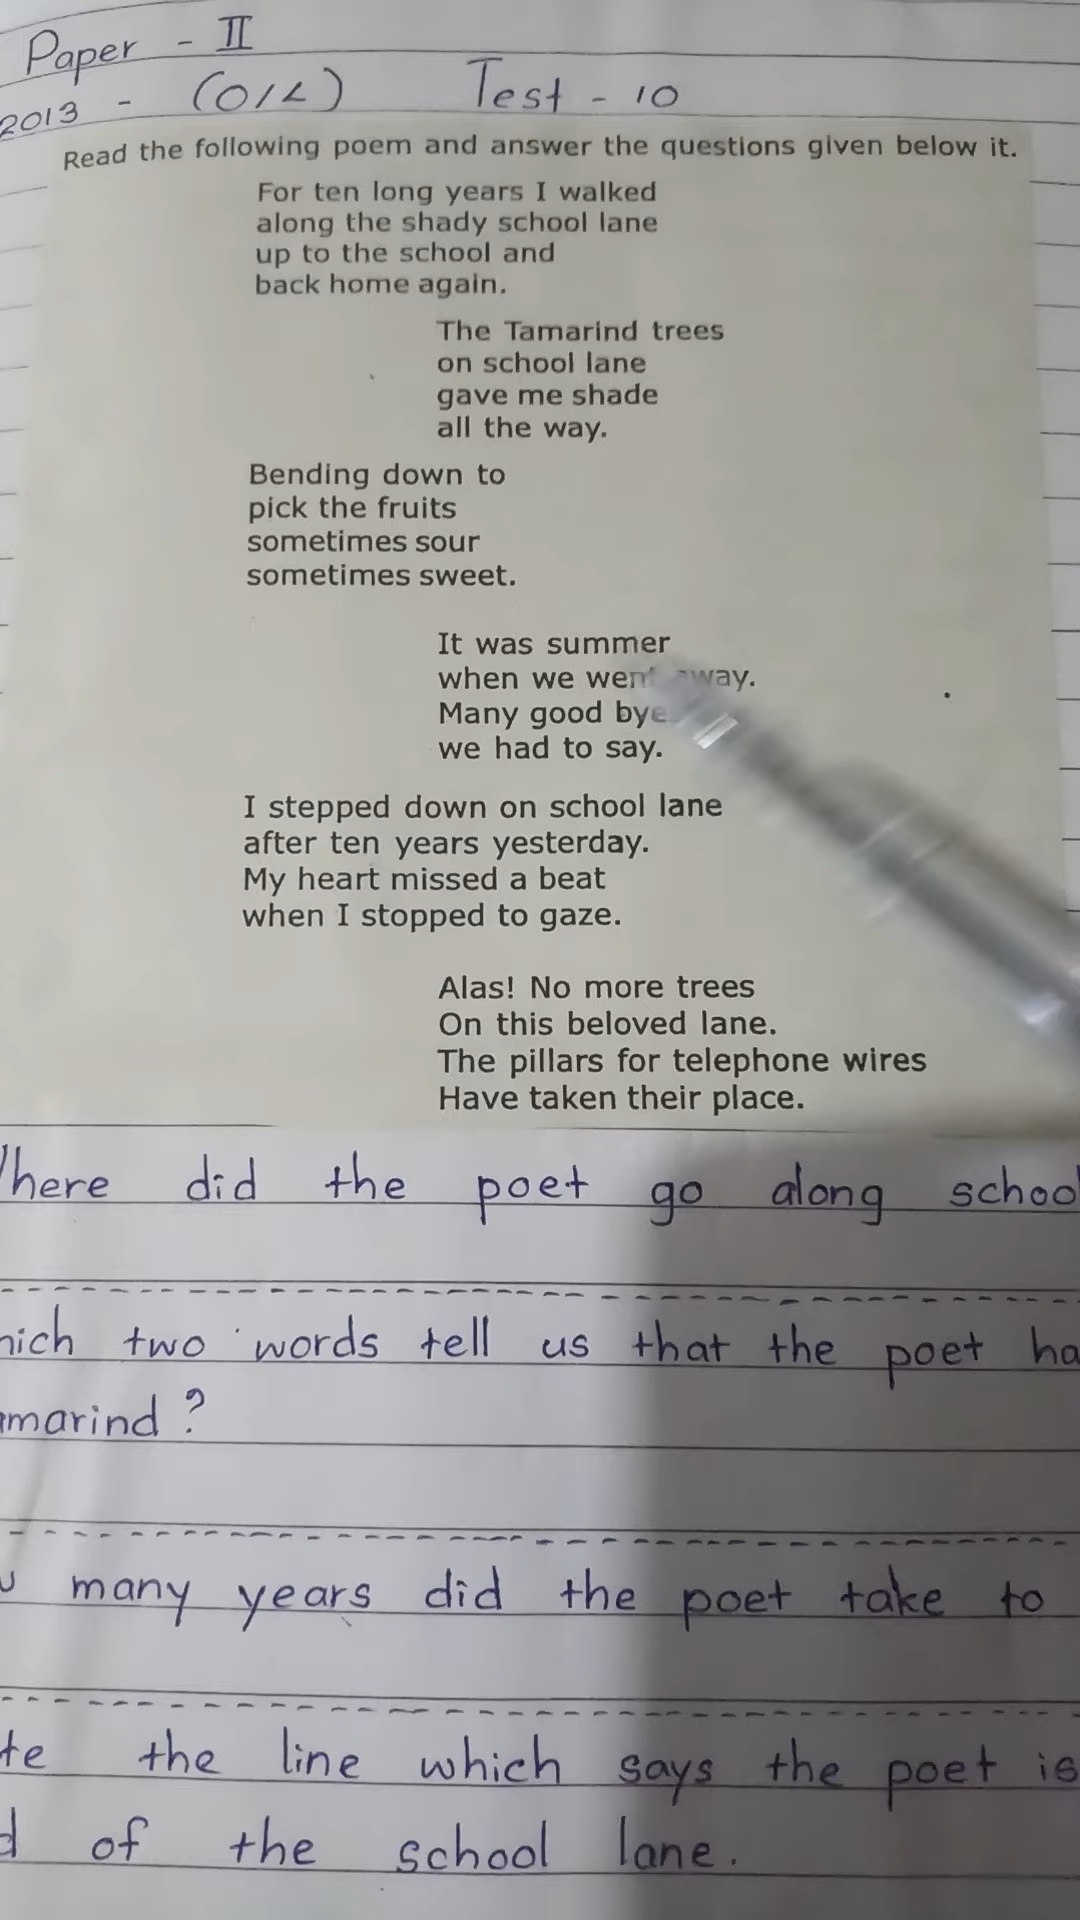 Paper - II
2013 - (O/L) Test - 10
Read the following poem and answer the questions given below it.
For ten long years I walked
along the shady school lane
up to the school and
back home again.
The Tamarind trees
on school lane
gave me shade
all the way.
Bending down to
pick the fruits
sometimes sour
sometimes sweet.
It was summer
when we went away.
Many good bye
we had to say.
I stepped down on school lane
after ten years yesterday.
My heart missed a beat
when I stopped to gaze.
Alas! No more trees
On this beloved lane.
The pillars for telephone wires
Have taken their place.
did the poet go along school
two words tell us that the poet ha
marind ?
many years did the poet take to
te the line which says the poet is
d of the school lane.